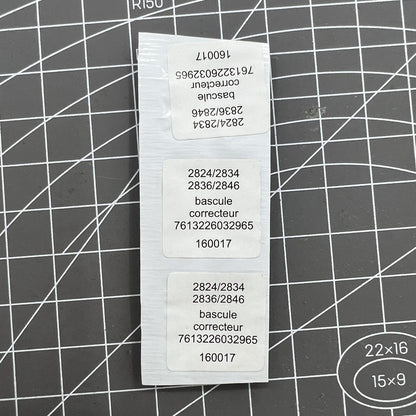 R150
2824/2834
2836/2846
bascule
correcteur
7613226032965
160017
2824/2834
2836/2846
bascule
correcteur
7613226032965
160017
2824/2834
2836/2846
bascule
correcteur
7613226032965
160017
22×16
15×9